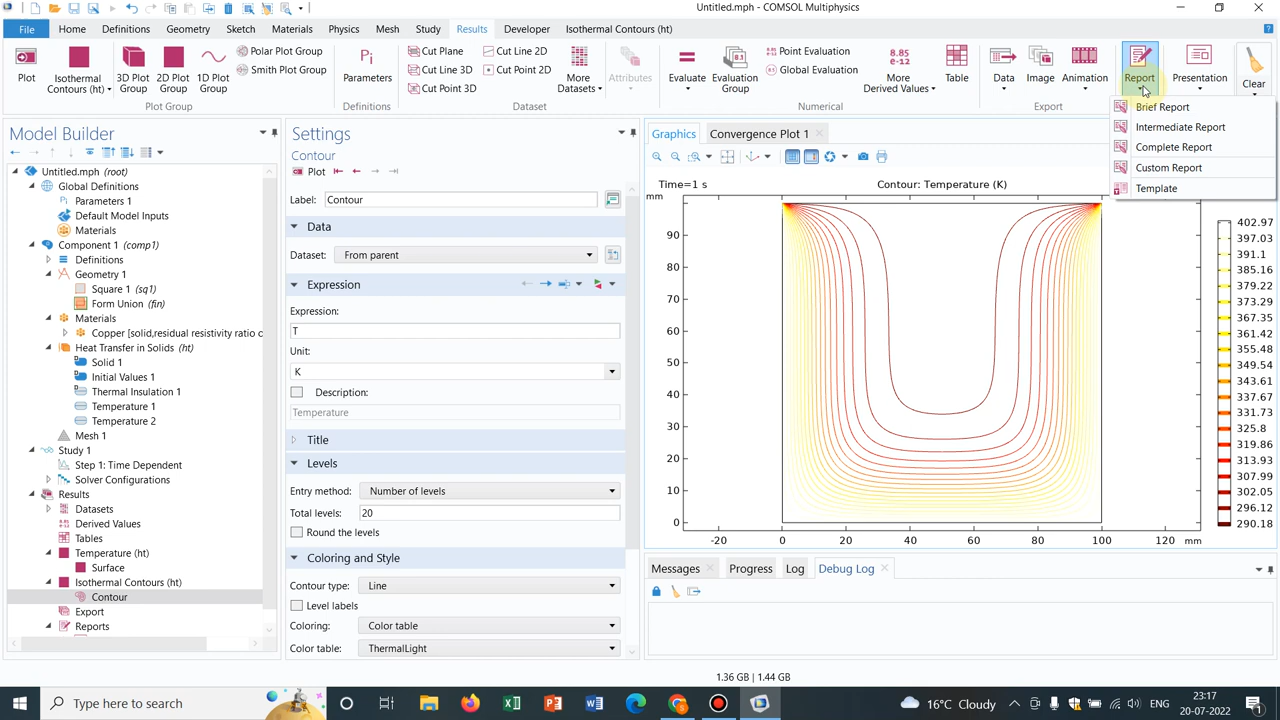 Untitled.mph - COMSOL Multiphysics
File Home Definitions Geometry Sketch Materials Physics Mesh Study Results Developer Isothermal Contours (ht)
Plot
Isothermal Contours (ht)
3D Plot Group
2D Plot Group
1D Plot Group
Polar Plot Group
Smith Plot Group
Plot Group
Pi
Parameters
Definitions
Cut Plane
Cut Line 3D
Cut Point 3D
Cut Line 2D
Cut Point 2D
More Datasets
Attributes
Dataset
Evaluate
Evaluation Group
Point Evaluation
Global Evaluation
8.85 e-12
More Derived Values
Table
Numerical
Data
Image
Animation
Export
Report
Presentation
Clear
Brief Report
Intermediate Report
Complete Report
Custom Report
Template
Model Builder
Untitled.mph (root)
Global Definitions
Pi Parameters 1
Default Model Inputs
Materials
Component 1 (comp1)
Definitions
Geometry 1
Square 1 (sq1)
Form Union (fin)
Materials
Copper [solid,residual resistivity ratio c
Heat Transfer in Solids (ht)
Solid 1
Initial Values 1
Thermal Insulation 1
Temperature 1
Temperature 2
Mesh 1
Study 1
Step 1: Time Dependent
Solver Configurations
Results
Datasets
Derived Values
Tables
Temperature (ht)
Surface
Isothermal Contours (ht)
Contour
Export
Reports
Settings
Contour
Plot
Label: Contour
Data
Dataset: From parent
Expression
Expression:
T
Unit:
K
Description:
Temperature
Title
Levels
Entry method: Number of levels
Total levels: 20
Round the levels
Coloring and Style
Contour type: Line
Level labels
Coloring: Color table
Color table: ThermalLight
Graphics Convergence Plot 1
Time=1 s Contour: Temperature (K)
mm
90
80
70
60
50
40
30
20
10
0
-20 0 20 40 60 80 100 120 mm
402.97
397.03
391.1
385.16
379.22
373.29
367.35
361.42
355.48
349.54
343.61
337.67
331.73
325.8
319.86
313.93
307.99
302.05
296.12
290.18
Messages Progress Log Debug Log
1.36 GB | 1.44 GB
Type here to search
16°C Cloudy
ENG
23:17
20-07-2022
1